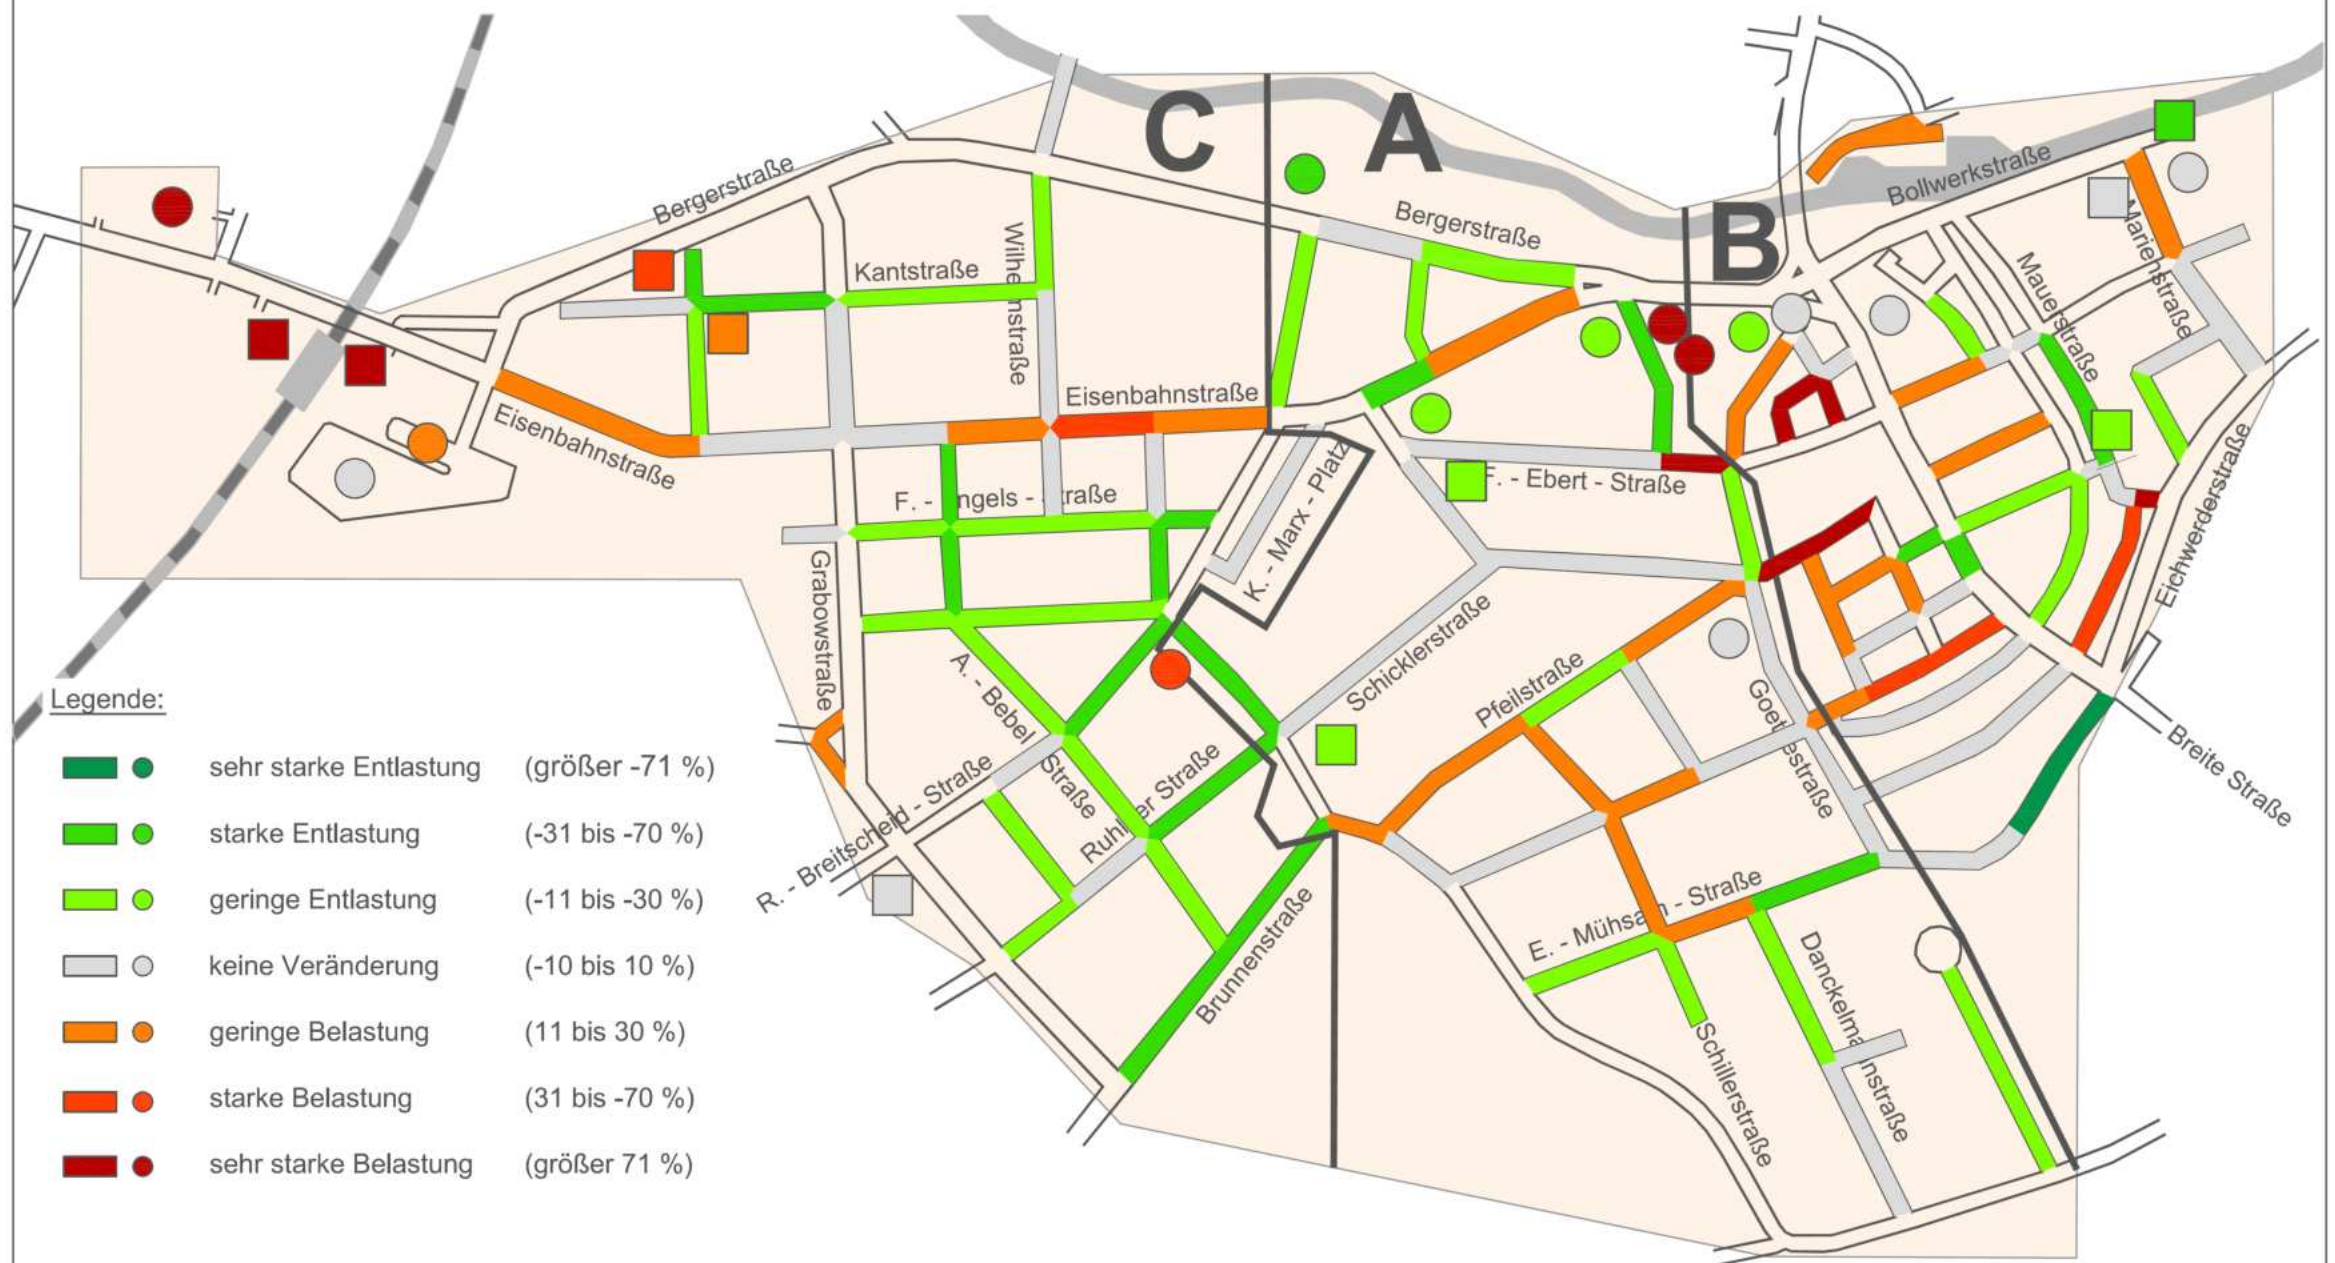 C
A
B
Bergerstraße
Bergerstraße
Bollwerkstraße
Marienstraße
Mauerstraße
Kantstraße
Eisenbahnstraße
Eisenbahnstraße
F. - Ebert - Straße
K. - Marx - Platz
Eichwerderstraße
Grabowstraße
Schicklerstraße
Pfeilstraße
A. - Bebel
Straße
R. - Breitscheid - Straße
Breite Straße
Brunnenstraße
Schillerstraße
Legende:
sehr starke Entlastung (größer -71 %)
starke Entlastung (-31 bis -70 %)
geringe Entlastung (-11 bis -30 %)
keine Veränderung (-10 bis 10 %)
geringe Belastung (11 bis 30 %)
starke Belastung (31 bis -70 %)
sehr starke Belastung (größer 71 %)